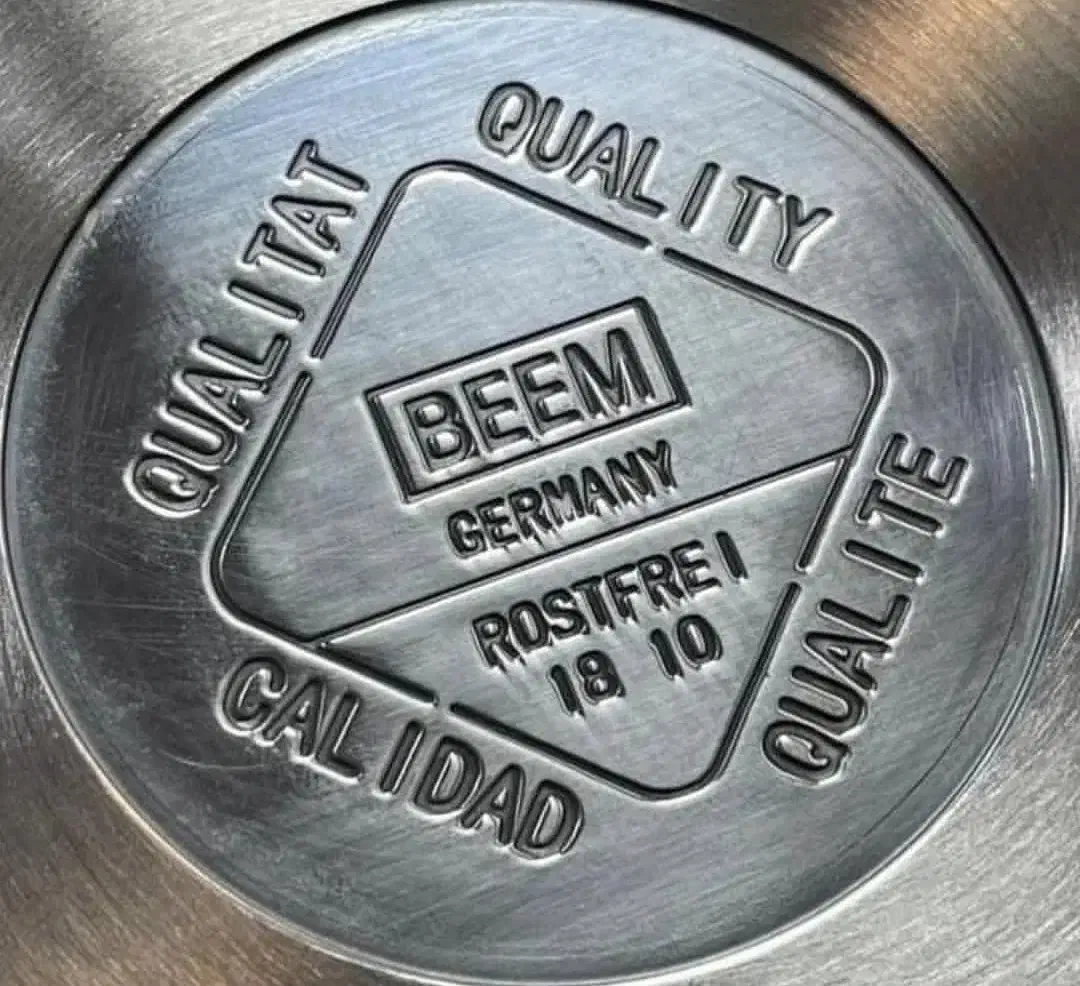 QUALITY
QUALITAT
BEEM
GERMANY
ROSTFREI
18 10
QUALITE
CALIDAD